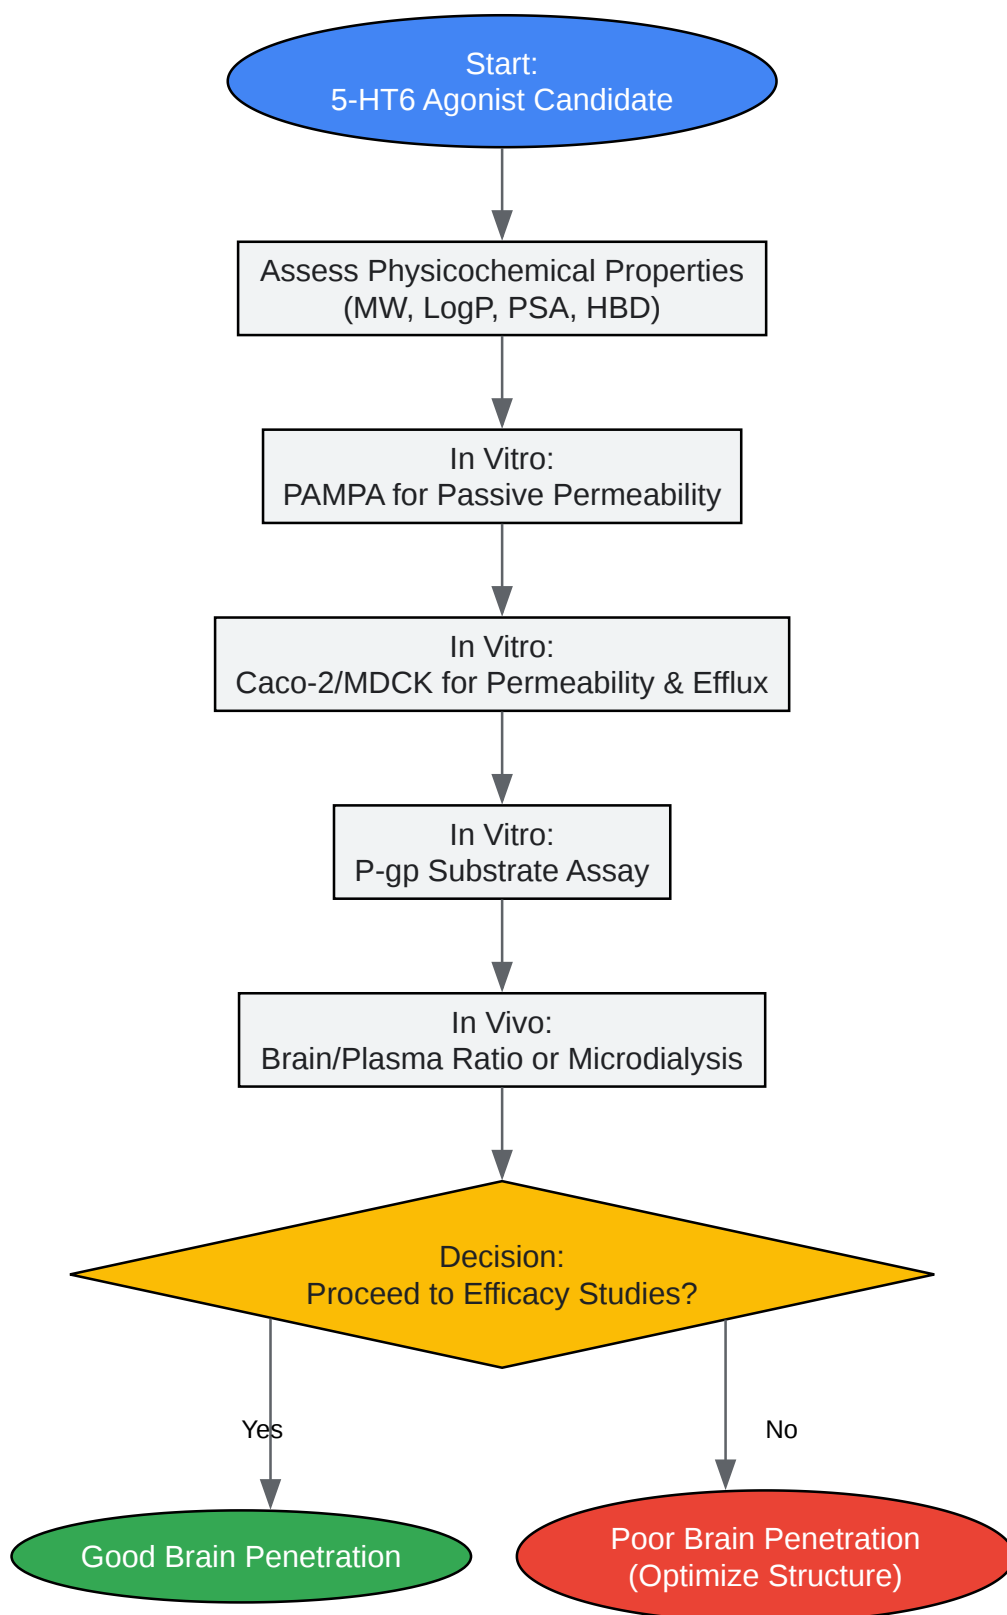 Start:
5-HT6 Agonist Candidate
Assess Physicochemical Properties
(MW, LogP, PSA, HBD)
In Vitro:
PAMPA for Passive Permeability
In Vitro:
Caco-2/MDCK for Permeability & Efflux
In Vitro:
P-gp Substrate Assay
In Vivo:
Brain/Plasma Ratio or Microdialysis
Decision:
Proceed to Efficacy Studies?
Yes
No
Good Brain Penetration
Poor Brain Penetration
(Optimize Structure)